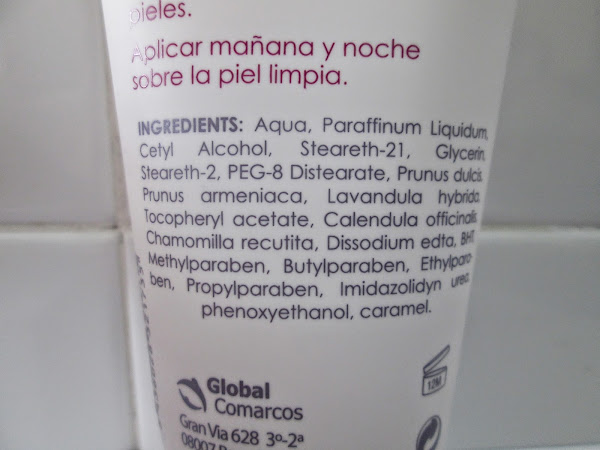 pieles.
Aplicar mañana y noche
sobre la piel limpia.
INGREDIENTS: Aqua, Paraffinum Liquidum,
Cetyl Alcohol, Steareth-21, Glycerin,
Steareth-2, PEG-8 Distearate, Prunus dulcis,
Prunus armeniaca, Lavandula hybrida,
Tocopheryl acetate, Calendula officinalis,
Chamomilla recutita, Dissodium edta, BHT,
Methylparaben, Butylparaben, Ethylpara-
ben, Propylparaben, Imidazolidyn urea,
phenoxyethanol, caramel.
12M
Global
Comarcos
Gran Via 628 3º-2ª
08007